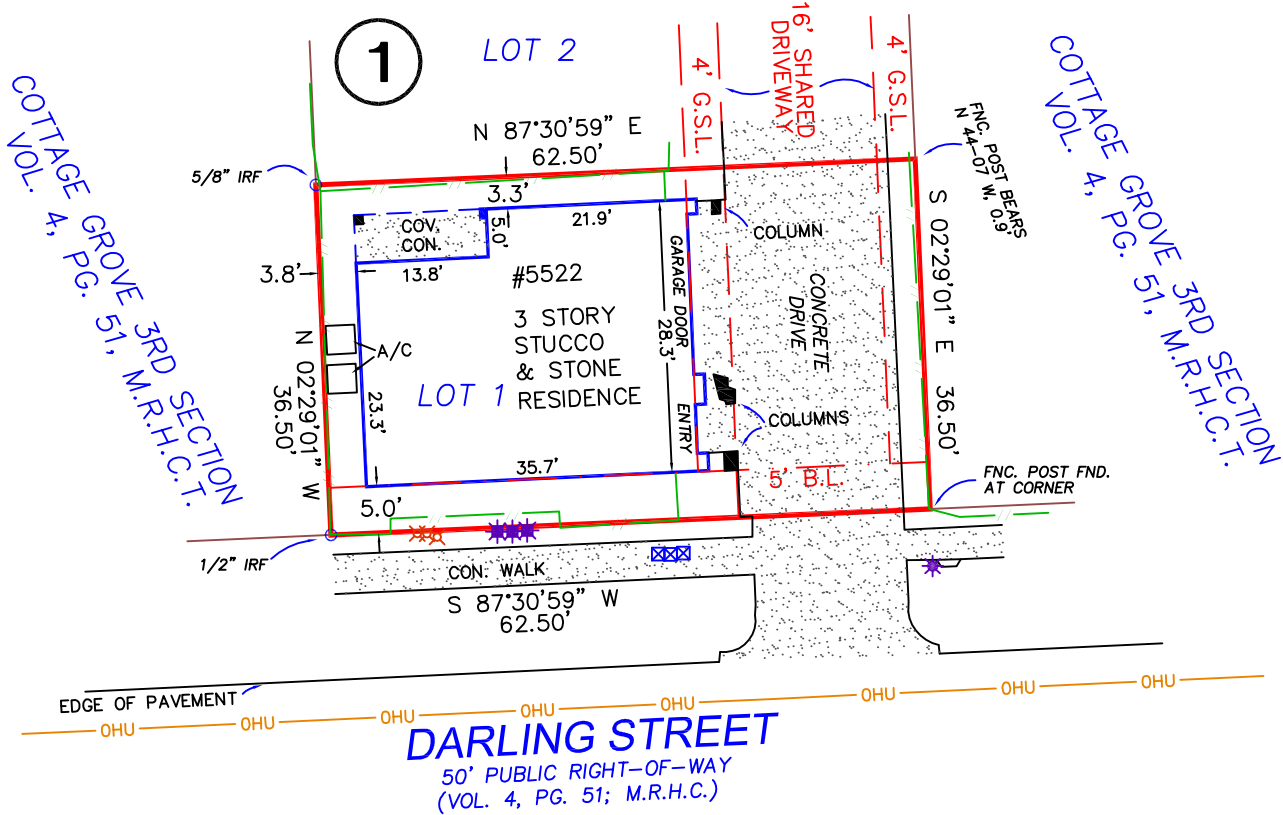 1
LOT 2
4' G.S.L.
16' SHARED
DRIVEWAY
4' G.S.L.
COTTAGE GROVE 3RD SECTION
VOL. 4, PG. 51, M.R.H.C.T.
COTTAGE GROVE 3RD SECTION
VOL. 4, PG. 51, M.R.H.C.T.
N 87°30'59" E
62.50'
5/8" IRF
FNC. POST BEARS
N 44-07 W, 0.9'
3.3'
21.9'
COV.
CON.
5.0'
COLUMN
S 02°29'01" E 36.50'
3.8'
13.8'
#5522
GARAGE DOOR
28.3'
CONCRETE
DRIVE
3 STORY
STUCCO
& STONE
RESIDENCE
A/C
N 02°29'01" W
36.50'
LOT 1
23.3'
ENTRY
COLUMNS
35.7'
5' B.L.
FNC. POST FND.
AT CORNER
5.0'
1/2" IRF
CON. WALK
S 87°30'59" W
62.50'
EDGE OF PAVEMENT
OHU OHU OHU OHU OHU OHU OHU OHU
DARLING STREET
50' PUBLIC RIGHT-OF-WAY
(VOL. 4, PG. 51; M.R.H.C.)